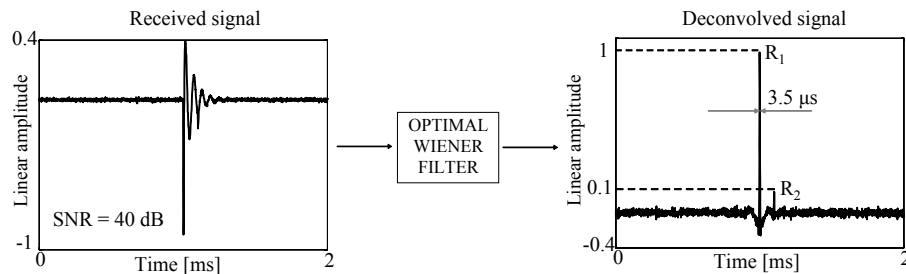 Received signal
0.4
Linear amplitude
SNR = 40 dB
-1
0
Time [ms]
2
OPTIMAL
WIENER
FILTER
Deconvolved signal
1
R₁
3.5 µs
Linear amplitude
0.1
R₂
-0.4
0
Time [ms]
2